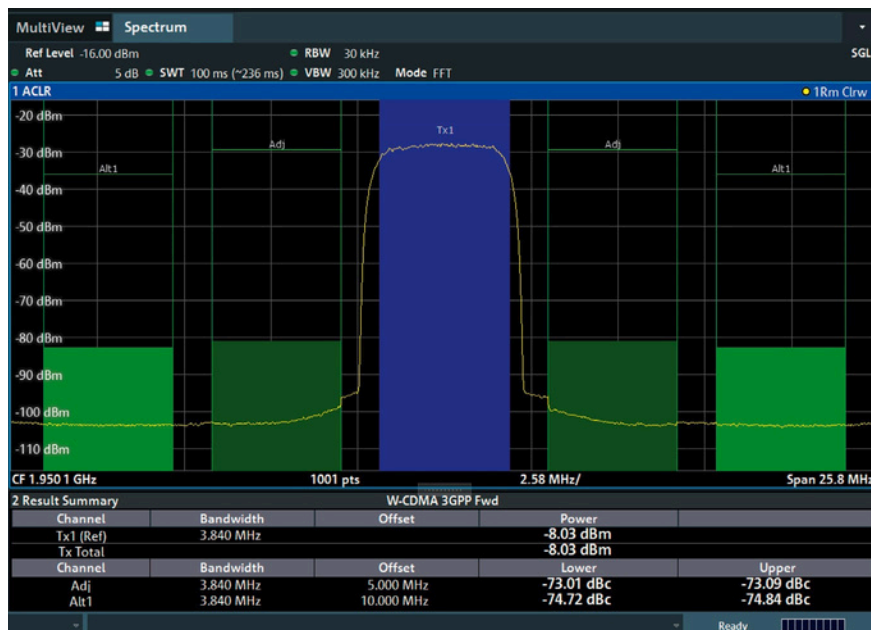 MultiView Spectrum
Ref Level -16.00 dBm RBW 30 kHz SGL
Att 5 dB SWT 100 ms (~236 ms) VBW 300 kHz Mode FFT
1 ACLR 1Rm Clrw
-20 dBm
Tx1
Adj Adj
-30 dBm
Alt1 Alt1
-40 dBm
-50 dBm
-60 dBm
-70 dBm
-80 dBm
-90 dBm
-100 dBm
-110 dBm
CF 1.950 1 GHz 1001 pts 2.58 MHz/ Span 25.8 MHz
2 Result Summary W-CDMA 3GPP Fwd
Channel Bandwidth Offset Power
Tx1 (Ref) 3.840 MHz -8.03 dBm
Tx Total -8.03 dBm
Channel Bandwidth Offset Lower Upper
Adj 3.840 MHz 5.000 MHz -73.01 dBc -73.09 dBc
Alt1 3.840 MHz 10.000 MHz -74.72 dBc -74.84 dBc
Ready